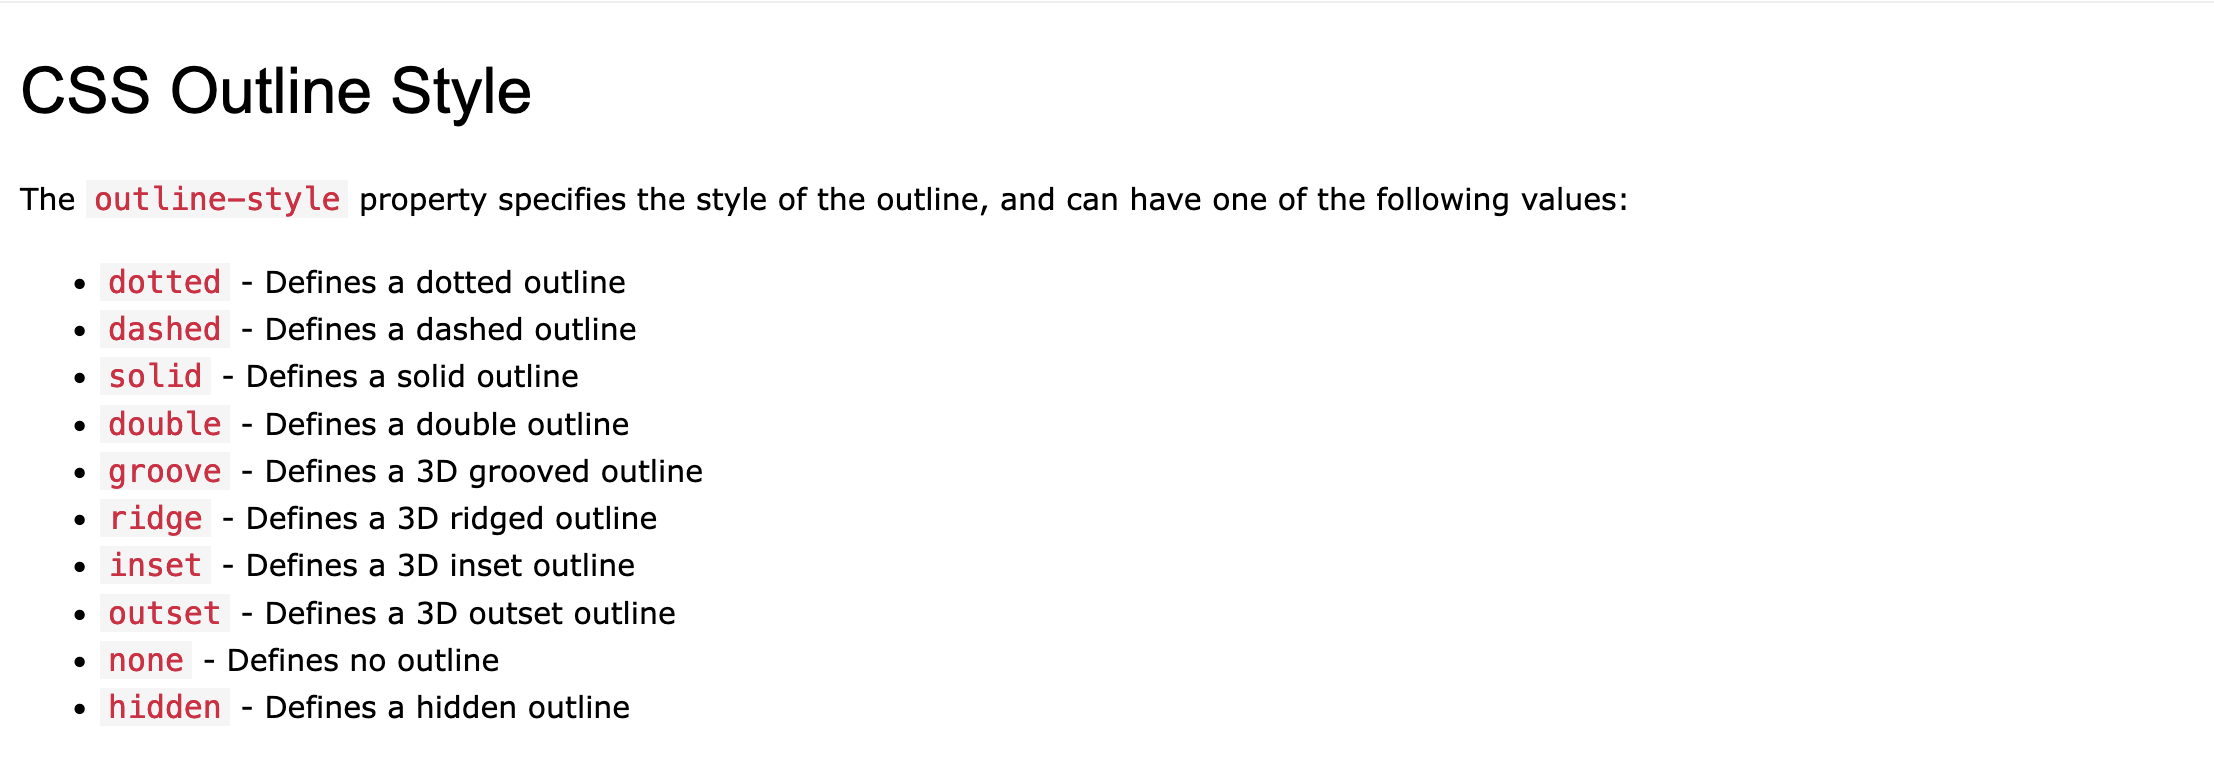 CSS Outline Style
The outline-style property specifies the style of the outline, and can have one of the following values:
• dotted - Defines a dotted outline
• dashed - Defines a dashed outline
• solid - Defines a solid outline
• double - Defines a double outline
• groove - Defines a 3D grooved outline
• ridge - Defines a 3D ridged outline
• inset - Defines a 3D inset outline
• outset - Defines a 3D outset outline
• none - Defines no outline
• hidden - Defines a hidden outline